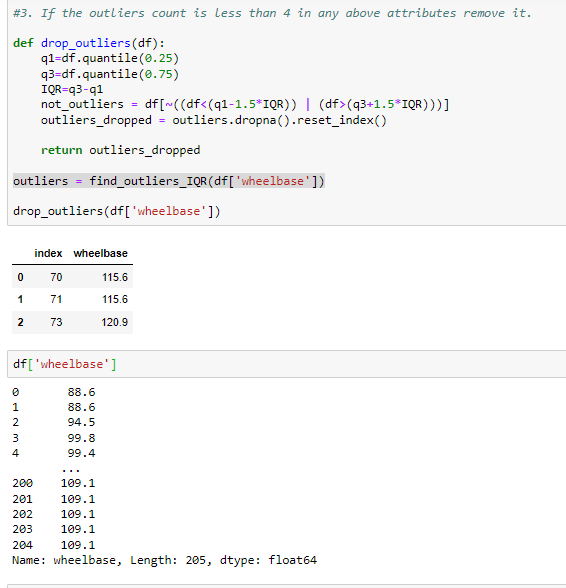 #3. If the outliers count is less than 4 in any above attributes remove it.
def drop_outliers(df):
    q1=df.quantile(0.25)
    q3=df.quantile(0.75)
    IQR=q3-q1
    not_outliers = df[~((df<(q1-1.5*IQR)) | (df>(q3+1.5*IQR)))]
    outliers_dropped = outliers.dropna().reset_index()
    return outliers_dropped
outliers = find_outliers_IQR(df['wheelbase'])
drop_outliers(df['wheelbase'])
index wheelbase
0 70 115.6
1 71 115.6
2 73 120.9
df['wheelbase']
0 88.6
1 88.6
2 94.5
3 99.8
4 99.4
...
200 109.1
201 109.1
202 109.1
203 109.1
204 109.1
Name: wheelbase, Length: 205, dtype: float64